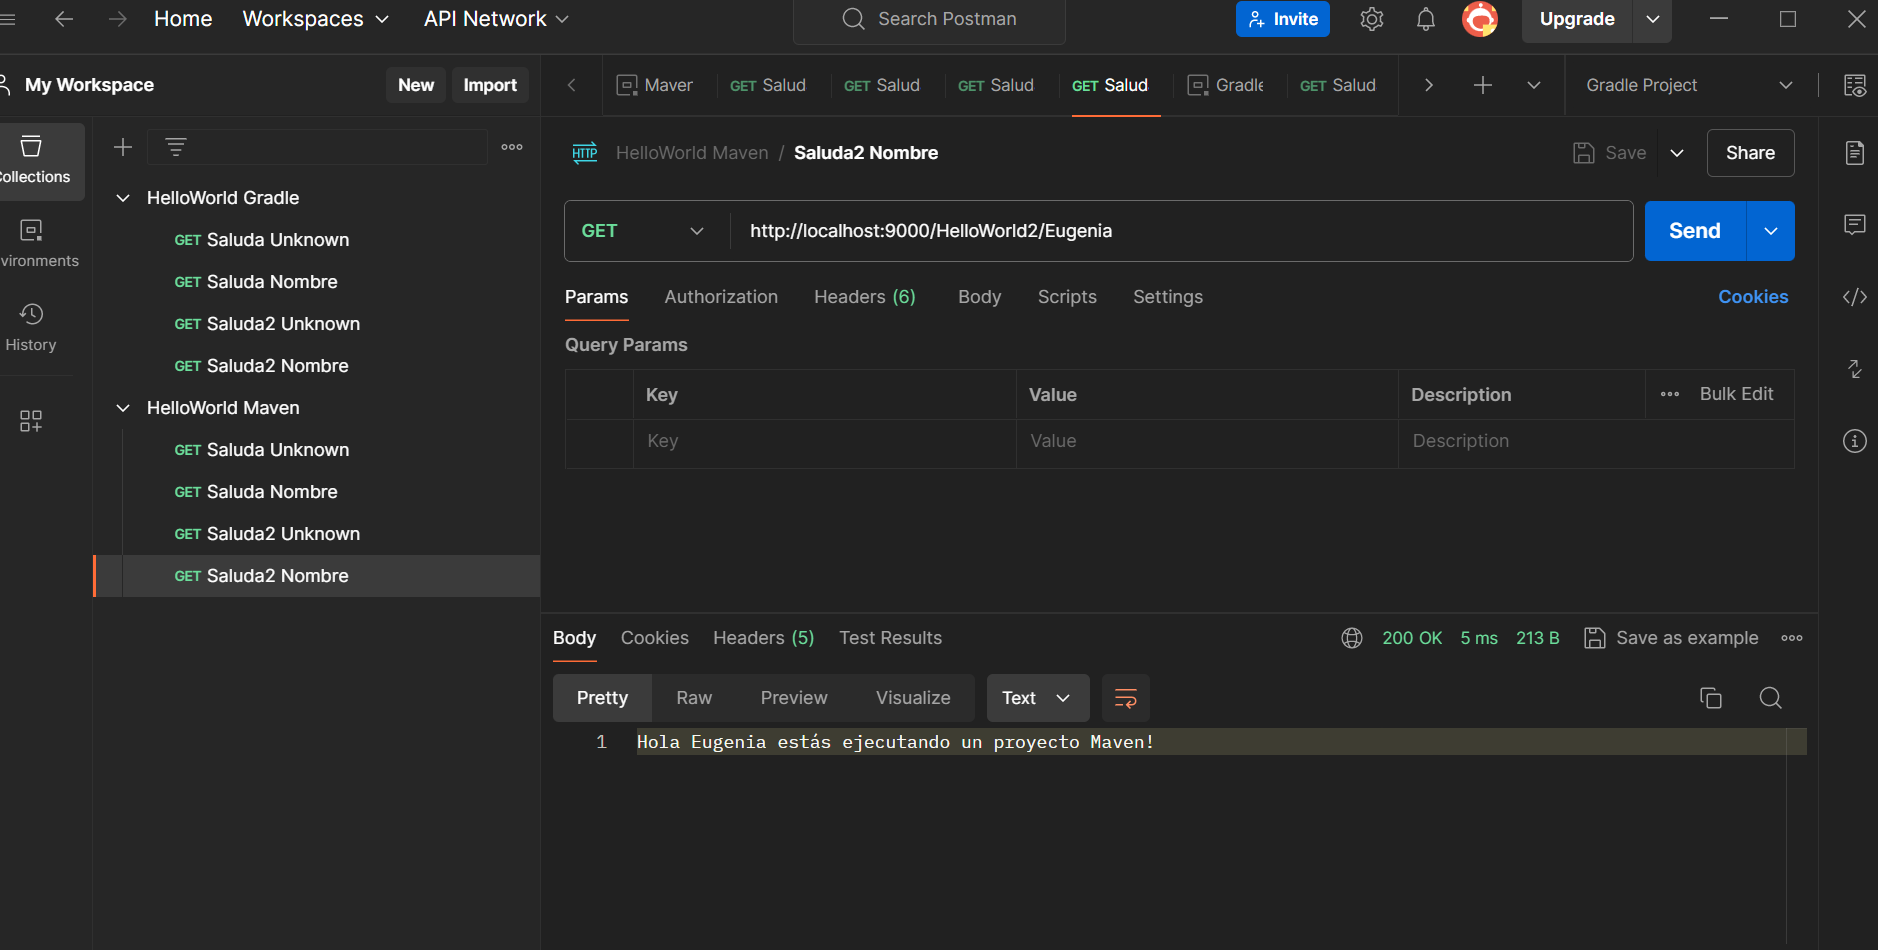 Home Workspaces API Network Search Postman Invite Upgrade
My Workspace New Import Maver GET Salud GET Salud GET Salud GET Salud Gradle GET Salud Gradle Project
Collections
HelloWorld Maven / Saluda2 Nombre Save Share
HelloWorld Gradle
GET Saluda Unknown
GET http://localhost:9000/HelloWorld2/Eugenia Send
vironments
GET Saluda Nombre
Params Authorization Headers (6) Body Scripts Settings Cookies
GET Saluda2 Unknown
History
Query Params
GET Saluda2 Nombre
Key Value Description Bulk Edit
HelloWorld Maven
Key Value Description
GET Saluda Unknown
GET Saluda Nombre
GET Saluda2 Unknown
GET Saluda2 Nombre
Body Cookies Headers (5) Test Results 200 OK 5 ms 213 B Save as example
Pretty Raw Preview Visualize Text
1 Hola Eugenia estás ejecutando un proyecto Maven!